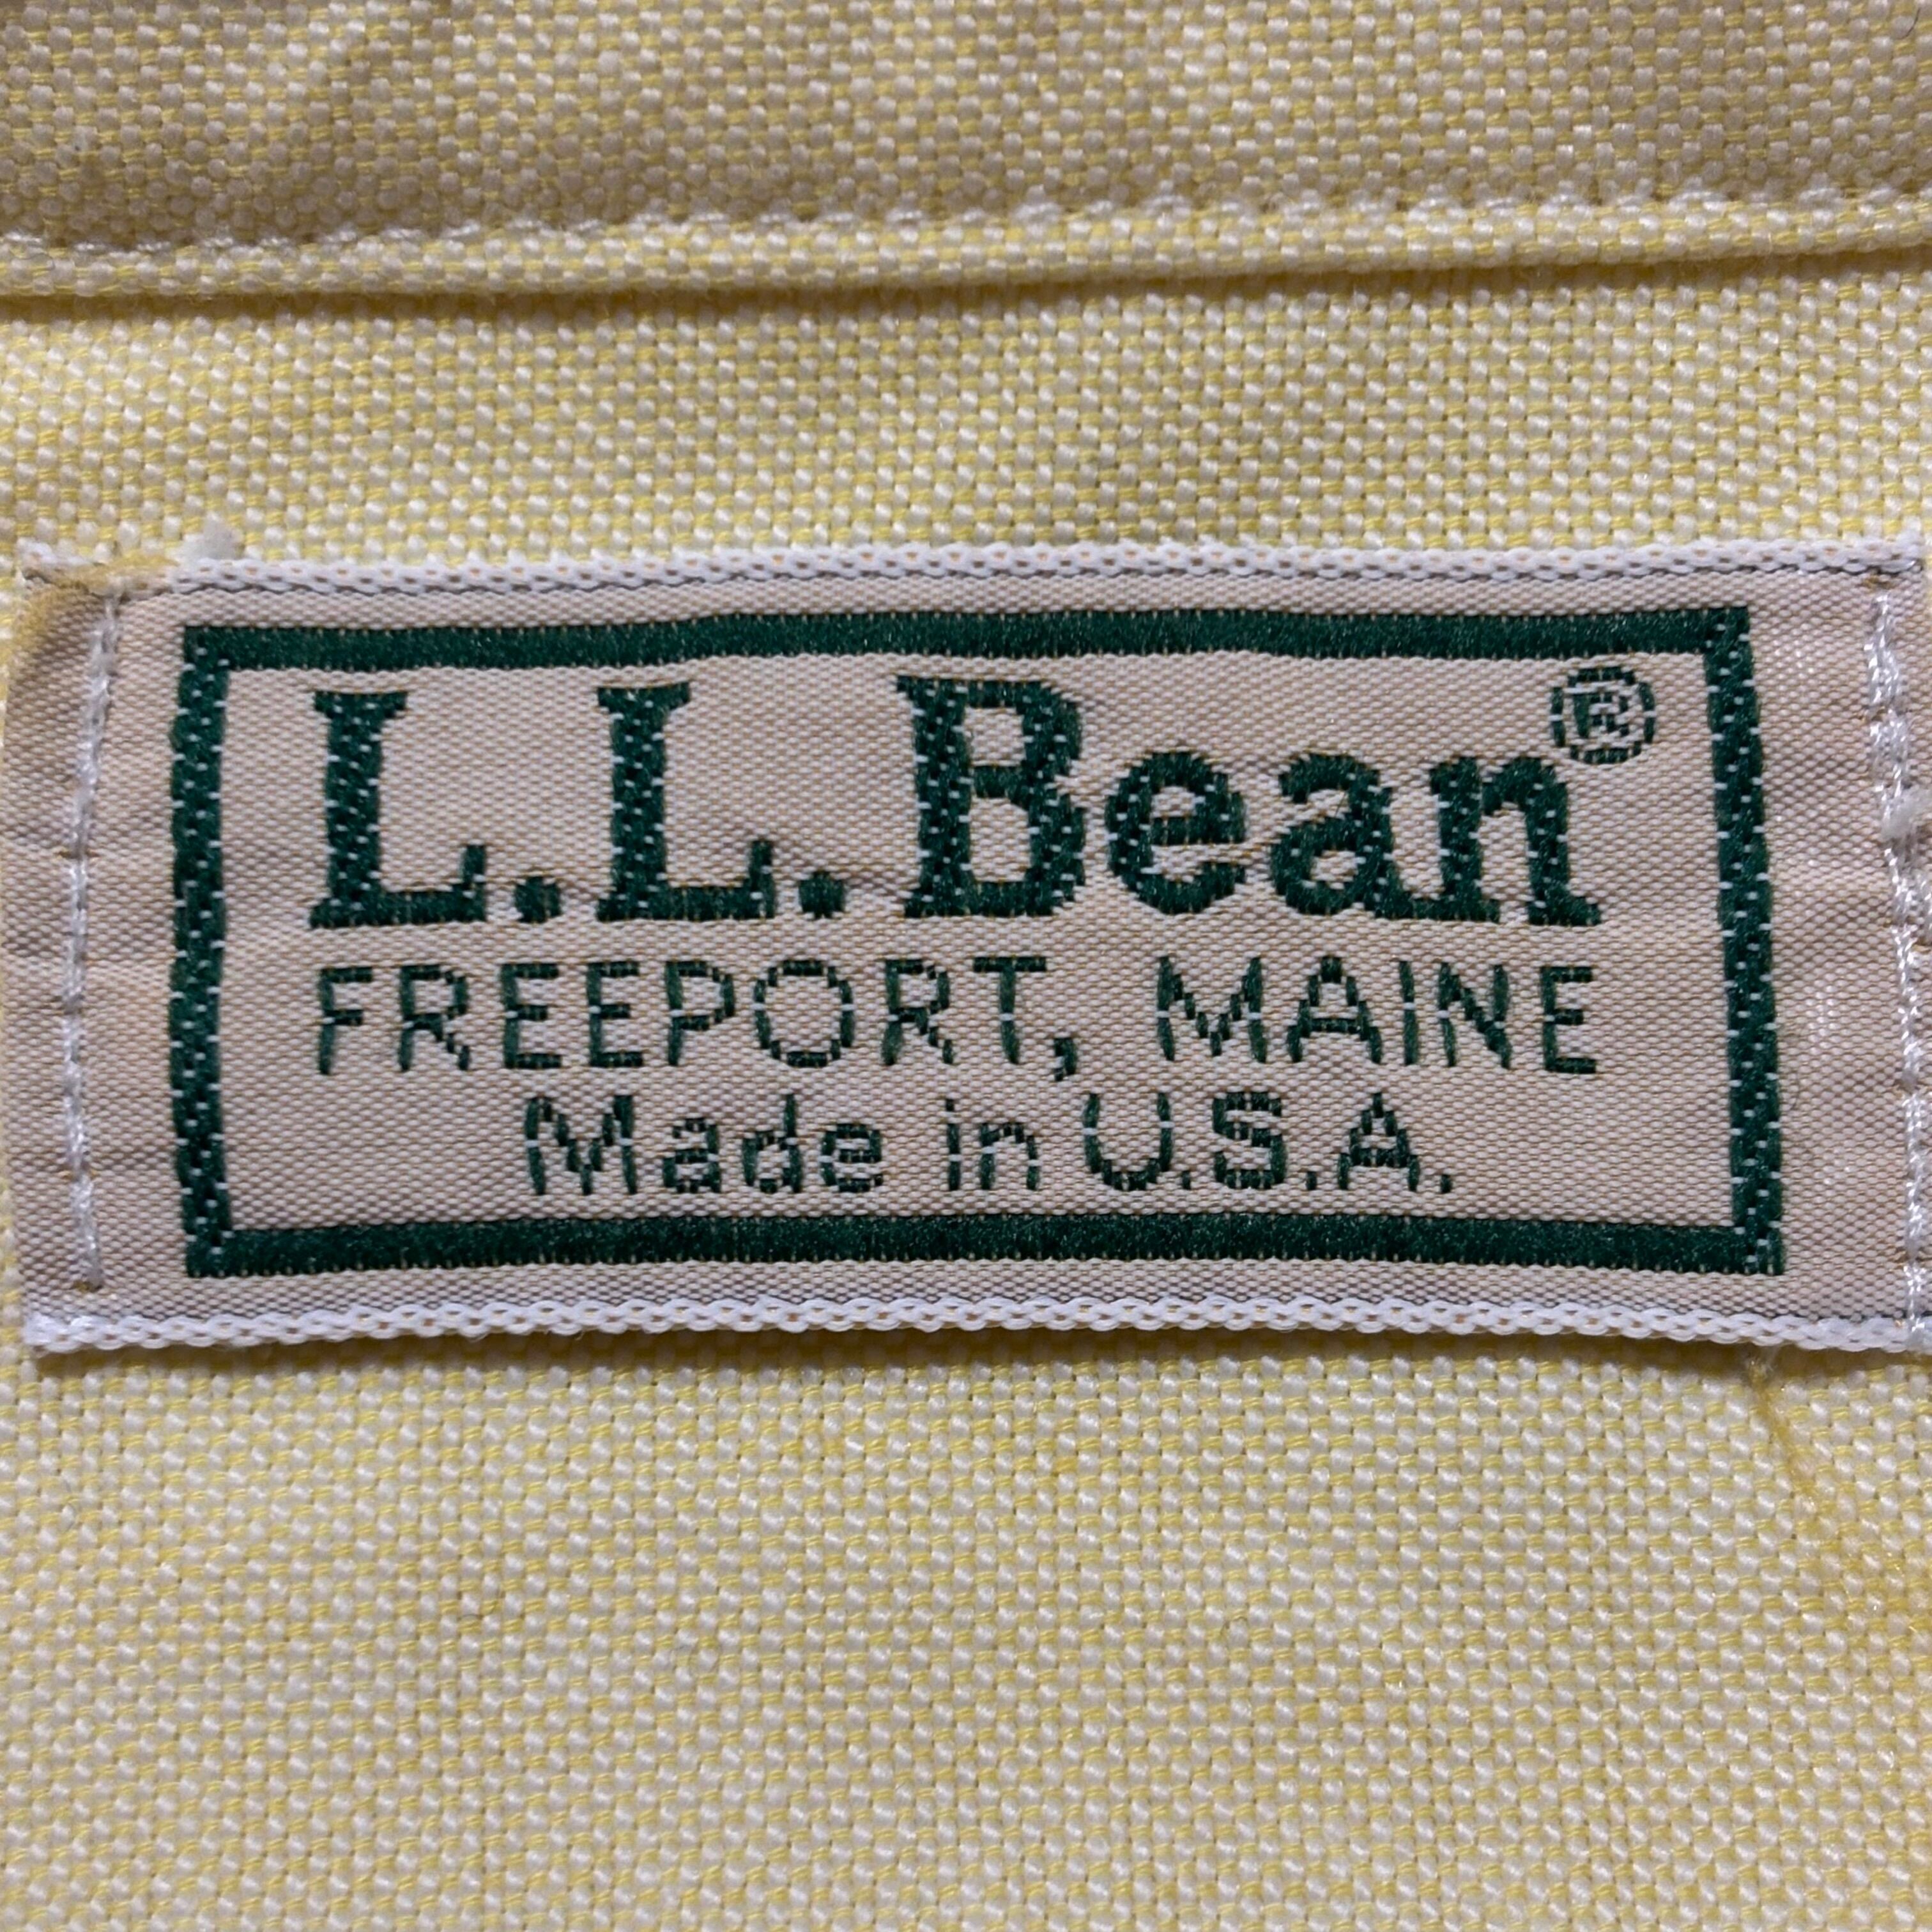 L.L.Bean®
FREEPORT, MAINE
Made in U.S.A.